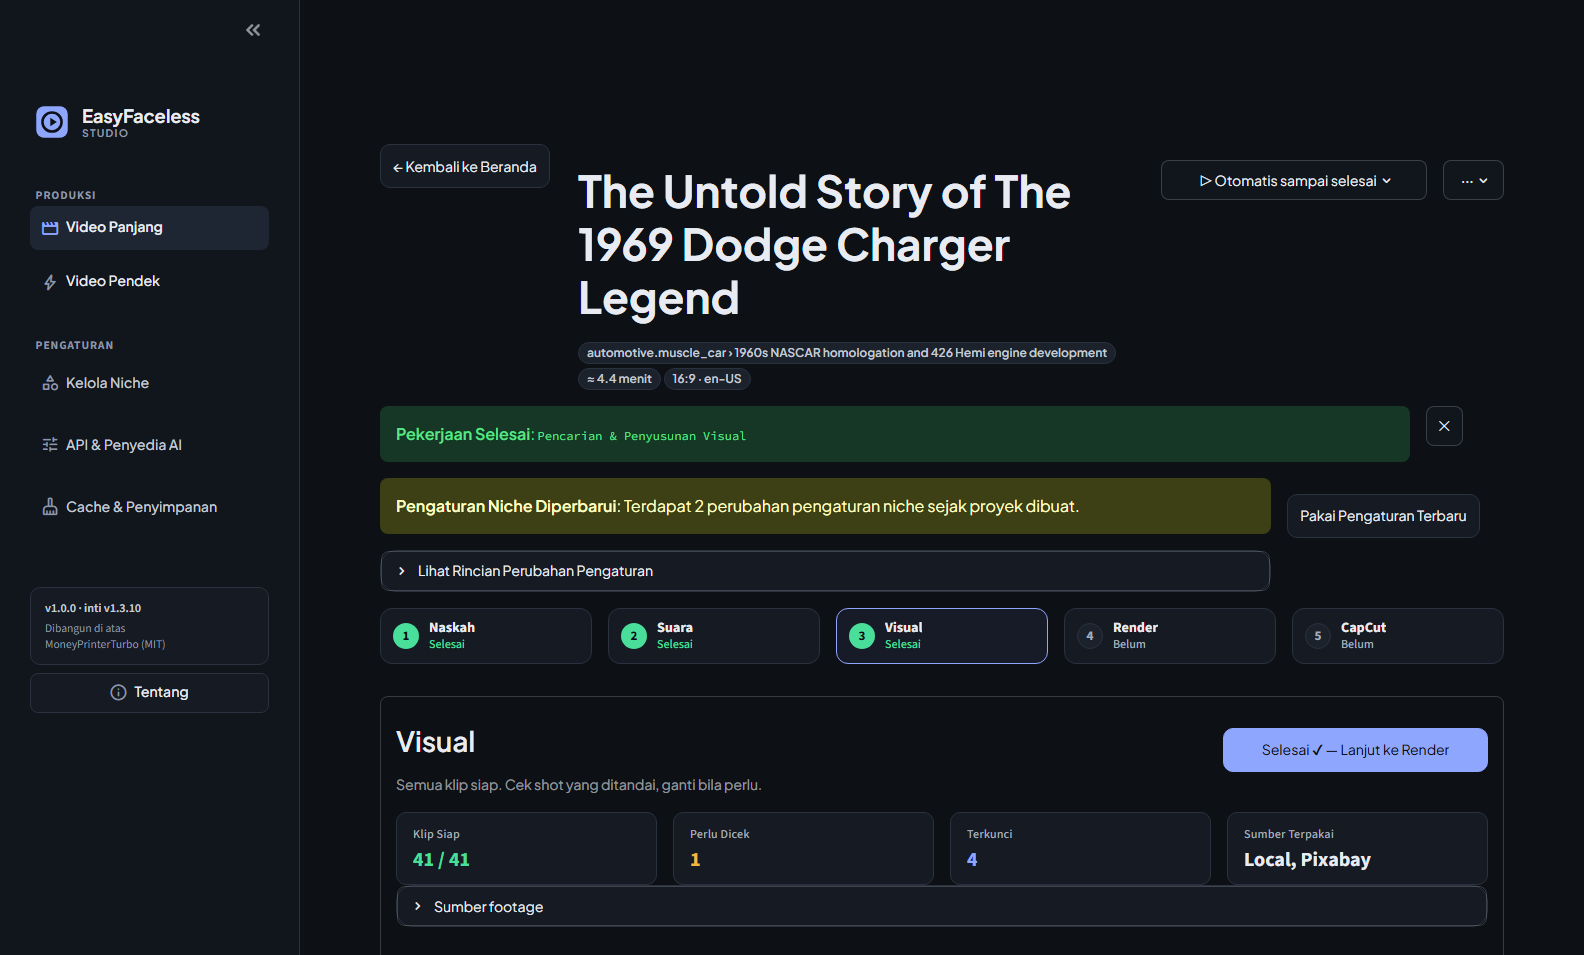 EasyFaceless
STUDIO
PRODUKSI
Video Panjang
Video Pendek
PENGATURAN
Kelola Niche
API & Penyedia AI
Cache & Penyimpanan
v1.0.0 · inti v1.3.10
Dibangun di atas
MoneyPrinterTurbo (MIT)
Tentang
← Kembali ke Beranda
The Untold Story of The
1969 Dodge Charger
Legend
▷ Otomatis sampai selesai
···
automotive.muscle_car › 1960s NASCAR homologation and 426 Hemi engine development
≈ 4.4 menit
16:9 · en-US
Pekerjaan Selesai: Pencarian & Penyusunan Visual
Pengaturan Niche Diperbarui: Terdapat 2 perubahan pengaturan niche sejak proyek dibuat.
Pakai Pengaturan Terbaru
Lihat Rincian Perubahan Pengaturan
1
Naskah
Selesai
2
Suara
Selesai
3
Visual
Selesai
4
Render
Belum
5
CapCut
Belum
Visual
Selesai ✓ — Lanjut ke Render
Semua klip siap. Cek shot yang ditandai, ganti bila perlu.
Klip Siap
41 / 41
Perlu Dicek
1
Terkunci
4
Sumber Terpakai
Local, Pixabay
Sumber footage